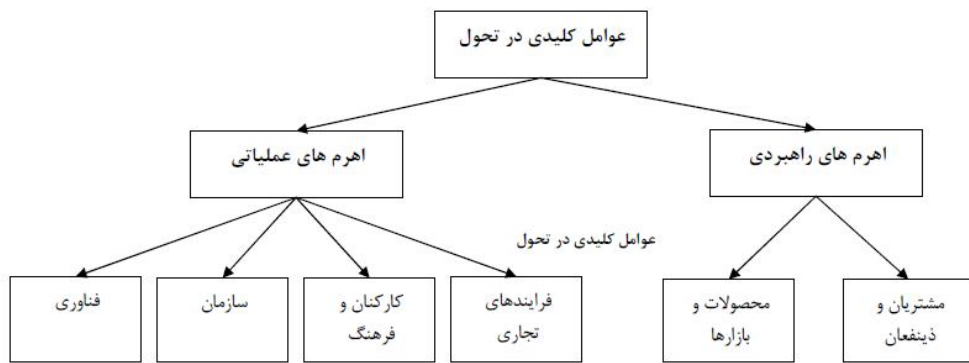 عوامل کلیدی در تحول
اهرم های راهبردی
اهرم های عملیاتی
عوامل کلیدی در تحول
مشتریان و
ذینفعان
محصولات و
بازارها
فرایندهای
تجاری
کارکنان و
فرهنگ
سازمان
فناوری